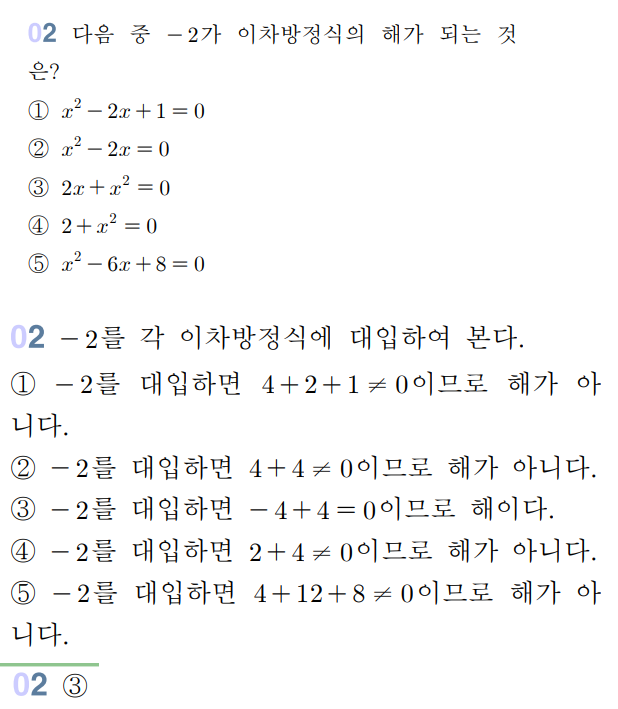 02 다음 중 −2가 이차방정식의 해가 되는 것
은?
① x² − 2x + 1 = 0
② x² − 2x = 0
③ 2x + x² = 0
④ 2 + x² = 0
⑤ x² − 6x + 8 = 0
02 −2를 각 이차방정식에 대입하여 본다.
① −2를 대입하면 4+2+1 ≠ 0이므로 해가 아
니다.
② −2를 대입하면 4+4 ≠ 0이므로 해가 아니다.
③ −2를 대입하면 −4+4 = 0이므로 해이다.
④ −2를 대입하면 2+4 ≠ 0이므로 해가 아니다.
⑤ −2를 대입하면 4+12+8 ≠ 0이므로 해가 아
니다.
02 ③